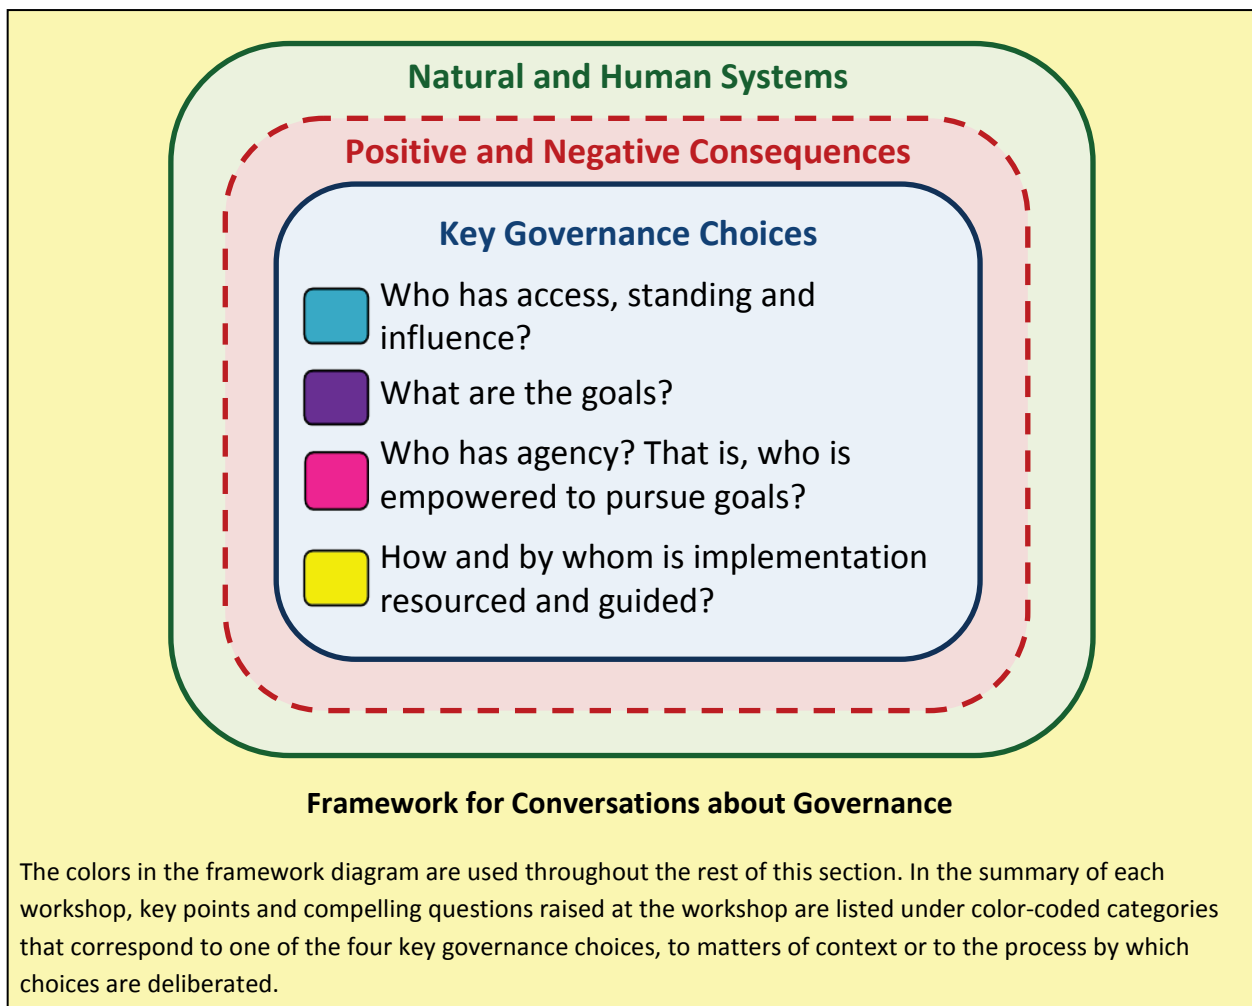 Natural and Human Systems
Positive and Negative Consequences
Key Governance Choices
Who has access, standing and
influence?
What are the goals?
Who has agency? That is, who is
empowered to pursue goals?
How and by whom is implementation
resourced and guided?
Framework for Conversations about Governance
The colors in the framework diagram are used throughout the rest of this section. In the summary of each
workshop, key points and compelling questions raised at the workshop are listed under color-coded categories
that correspond to one of the four key governance choices, to matters of context or to the process by which
choices are deliberated.